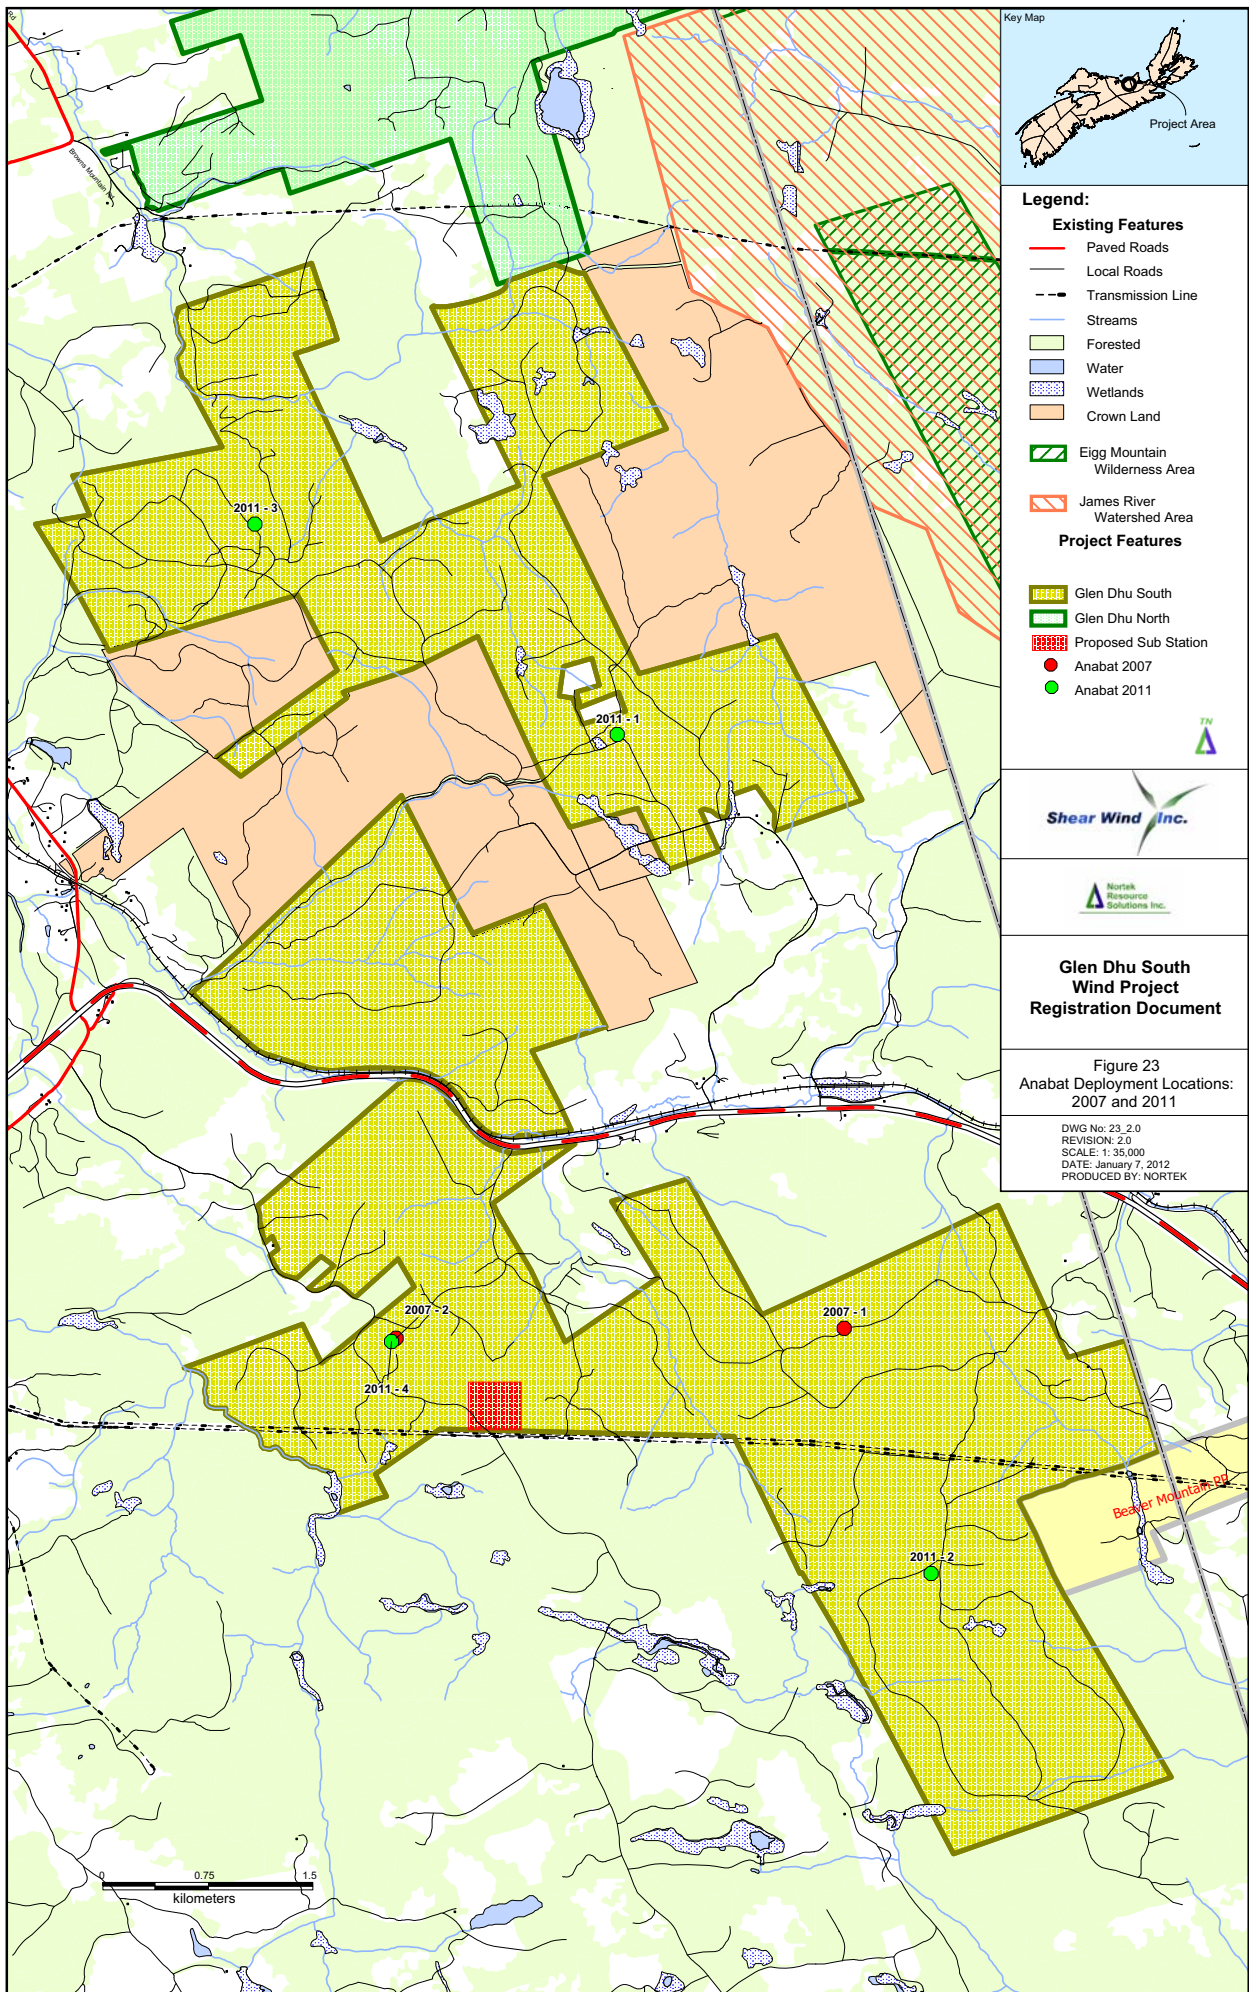 Rd
Browns Mountain
2011 - 3
2011 - 1
2007 - 2
2011 - 4
2007 - 1
2011 - 2
Beaver Mountain PP
0 0.75 1.5
kilometers
Key Map
Project Area
Legend:
Existing Features
Paved Roads
Local Roads
Transmission Line
Streams
Forested
Water
Wetlands
Crown Land
Eigg Mountain
Wilderness Area
James River
Watershed Area
Project Features
Glen Dhu South
Glen Dhu North
Proposed Sub Station
Anabat 2007
Anabat 2011
TN
Shear Wind Inc.
Nortek
Resource
Solutions Inc.
Glen Dhu South
Wind Project
Registration Document
Figure 23
Anabat Deployment Locations:
2007 and 2011
DWG No: 23_2.0
REVISION: 2.0
SCALE: 1: 35,000
DATE: January 7, 2012
PRODUCED BY: NORTEK